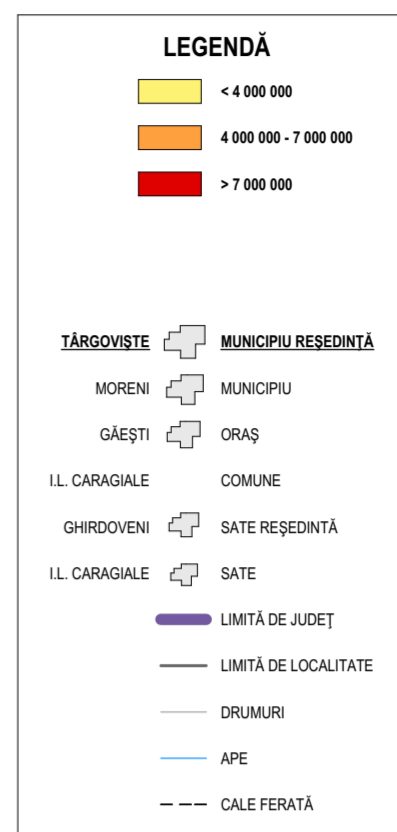 LEGENDĂ
< 4 000 000
4 000 000 - 7 000 000
> 7 000 000
TÂRGOVIŞTE MUNICIPIU REŞEDINŢĂ
MORENI MUNICIPIU
GĂEŞTI ORAŞ
I.L. CARAGIALE COMUNE
GHIRDOVENI SATE REŞEDINTĂ
I.L. CARAGIALE SATE
LIMITĂ DE JUDEŢ
LIMITĂ DE LOCALITATE
DRUMURI
APE
CALE FERATĂ